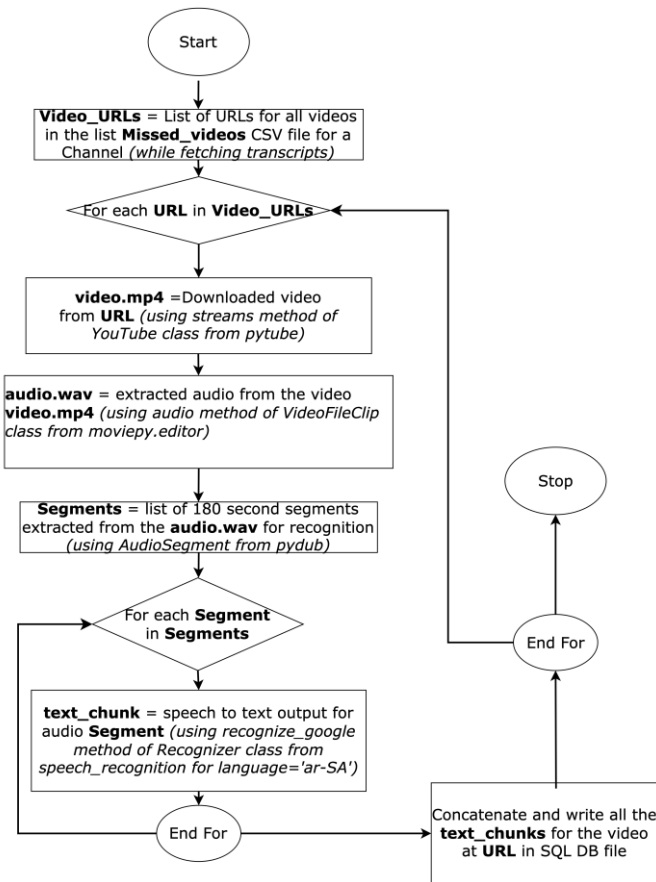 Start
Video_URLs = List of URLs for all videos
in the list Missed_videos CSV file for a
Channel (while fetching transcripts)
For each URL in Video_URLs
video.mp4 =Downloaded video
from URL (using streams method of
YouTube class from pytube)
audio.wav = extracted audio from the video
video.mp4 (using audio method of VideoFileClip
class from moviepy.editor)
Segments = list of 180 second segments
extracted from the audio.wav for recognition
(using AudioSegment from pydub)
For each Segment
in Segments
text_chunk = speech to text output for
audio Segment (using recognize_google
method of Recognizer class from
speech_recognition for language='ar-SA')
End For
Concatenate and write all the
text_chunks for the video
at URL in SQL DB file
End For
Stop